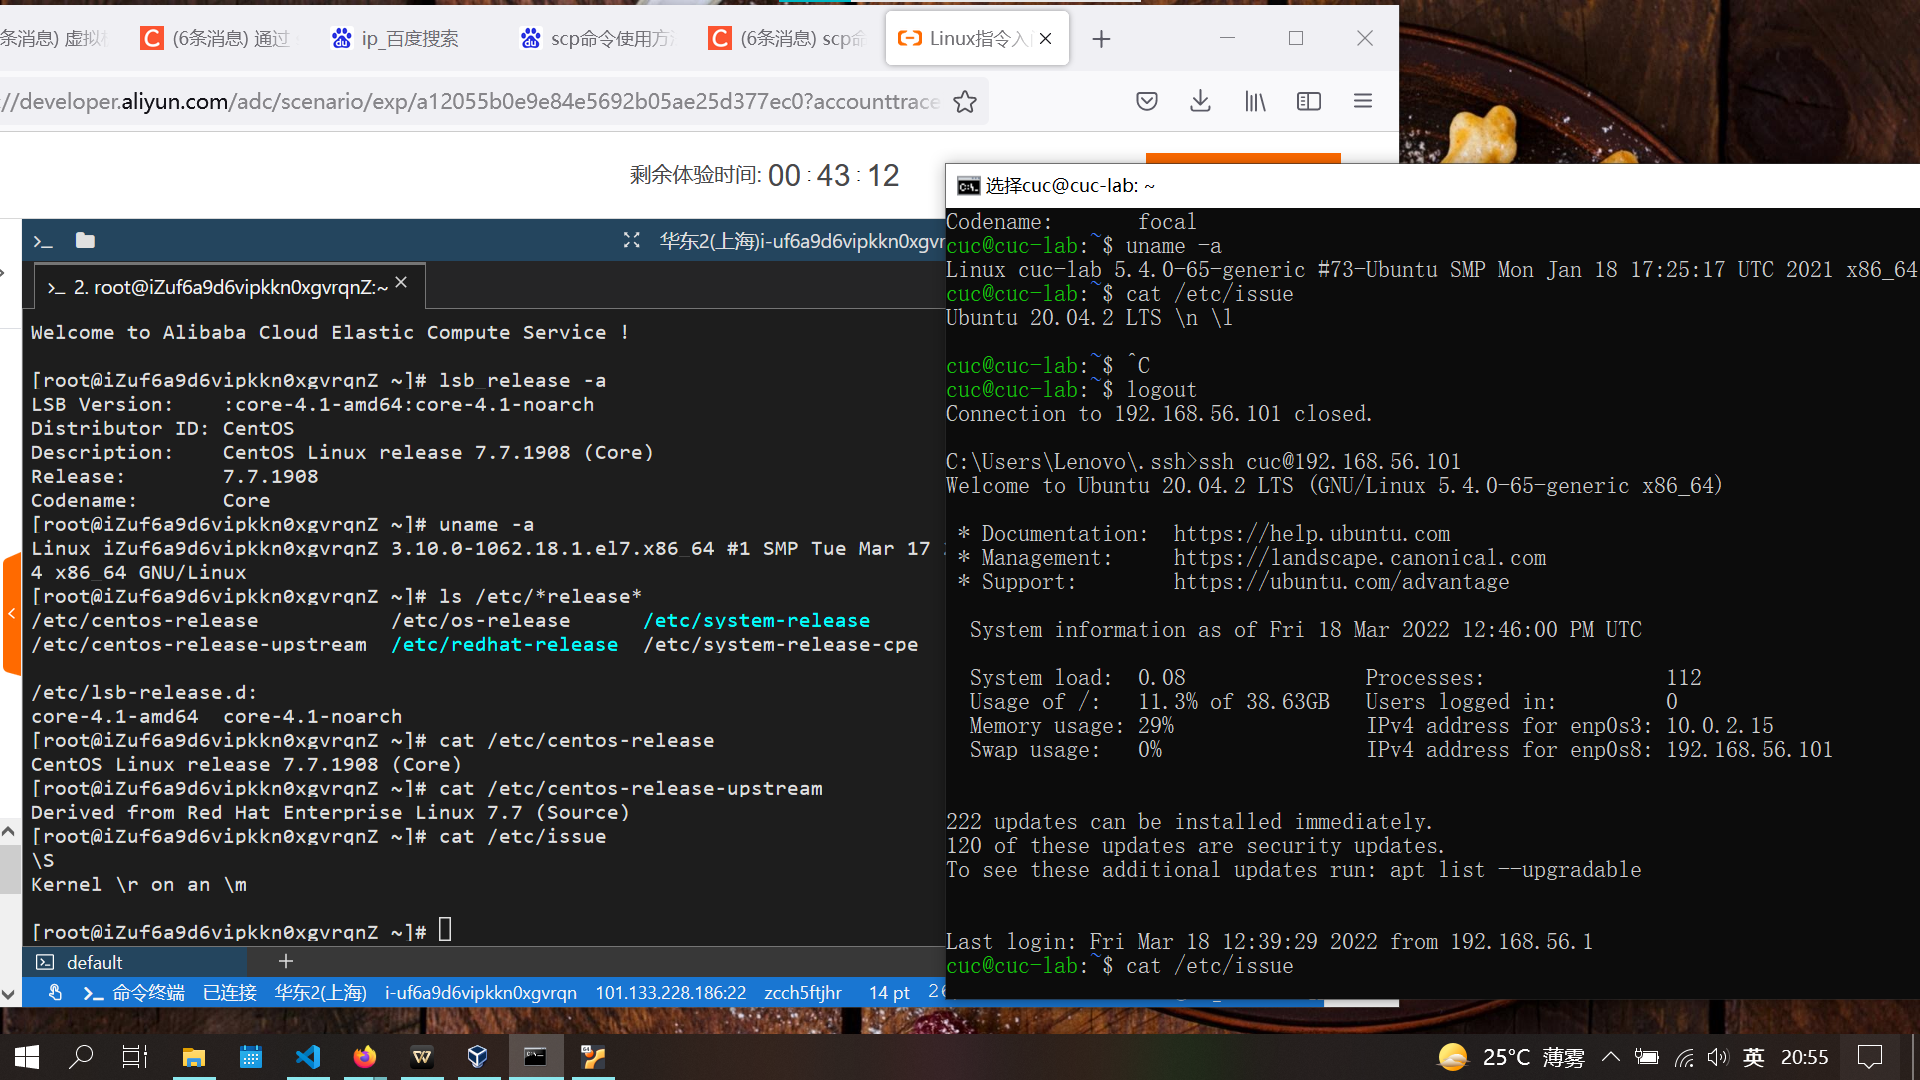 条消息) 虚拟
(6条消息) 通过
ip_百度搜索
scp命令使用方
(6条消息) scp命
Linux指令入
://developer.aliyun.com/adc/scenario/exp/a12055b0e9e84e5692b05ae25d377ec0?accounttrace
剩余体验时间: 00 : 43 : 12
华东2(上海)i-uf6a9d6vipkkn0xgvr
2. root@iZuf6a9d6vipkkn0xgvrqnZ:~
Welcome to Alibaba Cloud Elastic Compute Service !
[root@iZuf6a9d6vipkkn0xgvrqnZ ~]# lsb_release -a
LSB Version:    :core-4.1-amd64:core-4.1-noarch
Distributor ID: CentOS
Description:    CentOS Linux release 7.7.1908 (Core)
Release:        7.7.1908
Codename:       Core
[root@iZuf6a9d6vipkkn0xgvrqnZ ~]# uname -a
Linux iZuf6a9d6vipkkn0xgvrqnZ 3.10.0-1062.18.1.el7.x86_64 #1 SMP Tue Mar 17
4 x86_64 GNU/Linux
[root@iZuf6a9d6vipkkn0xgvrqnZ ~]# ls /etc/*release*
/etc/centos-release           /etc/os-release      /etc/system-release
/etc/centos-release-upstream  /etc/redhat-release  /etc/system-release-cpe
/etc/lsb-release.d:
core-4.1-amd64  core-4.1-noarch
[root@iZuf6a9d6vipkkn0xgvrqnZ ~]# cat /etc/centos-release
CentOS Linux release 7.7.1908 (Core)
[root@iZuf6a9d6vipkkn0xgvrqnZ ~]# cat /etc/centos-release-upstream
Derived from Red Hat Enterprise Linux 7.7 (Source)
[root@iZuf6a9d6vipkkn0xgvrqnZ ~]# cat /etc/issue
\S
Kernel \r on an \m
[root@iZuf6a9d6vipkkn0xgvrqnZ ~]#
default
命令终端 已连接 华东2(上海) i-uf6a9d6vipkkn0xgvrqn 101.133.228.186:22 zcch5ftjhr 14 pt
选择cuc@cuc-lab: ~
Codename:       focal
cuc@cuc-lab:~$ uname -a
Linux cuc-lab 5.4.0-65-generic #73-Ubuntu SMP Mon Jan 18 17:25:17 UTC 2021 x86_64
cuc@cuc-lab:~$ cat /etc/issue
Ubuntu 20.04.2 LTS \n \l
cuc@cuc-lab:~$ ^C
cuc@cuc-lab:~$ logout
Connection to 192.168.56.101 closed.
C:\Users\Lenovo\.ssh>ssh cuc@192.168.56.101
Welcome to Ubuntu 20.04.2 LTS (GNU/Linux 5.4.0-65-generic x86_64)
* Documentation:  https://help.ubuntu.com
* Management:     https://landscape.canonical.com
* Support:        https://ubuntu.com/advantage
System information as of Fri 18 Mar 2022 12:46:00 PM UTC
System load:  0.08               Processes:               112
Usage of /:   11.3% of 38.63GB   Users logged in:         0
Memory usage: 29%                IPv4 address for enp0s3: 10.0.2.15
Swap usage:   0%                 IPv4 address for enp0s8: 192.168.56.101
222 updates can be installed immediately.
120 of these updates are security updates.
To see these additional updates run: apt list --upgradable
Last login: Fri Mar 18 12:39:29 2022 from 192.168.56.1
cuc@cuc-lab:~$ cat /etc/issue
25°C 薄雾 英 20:55